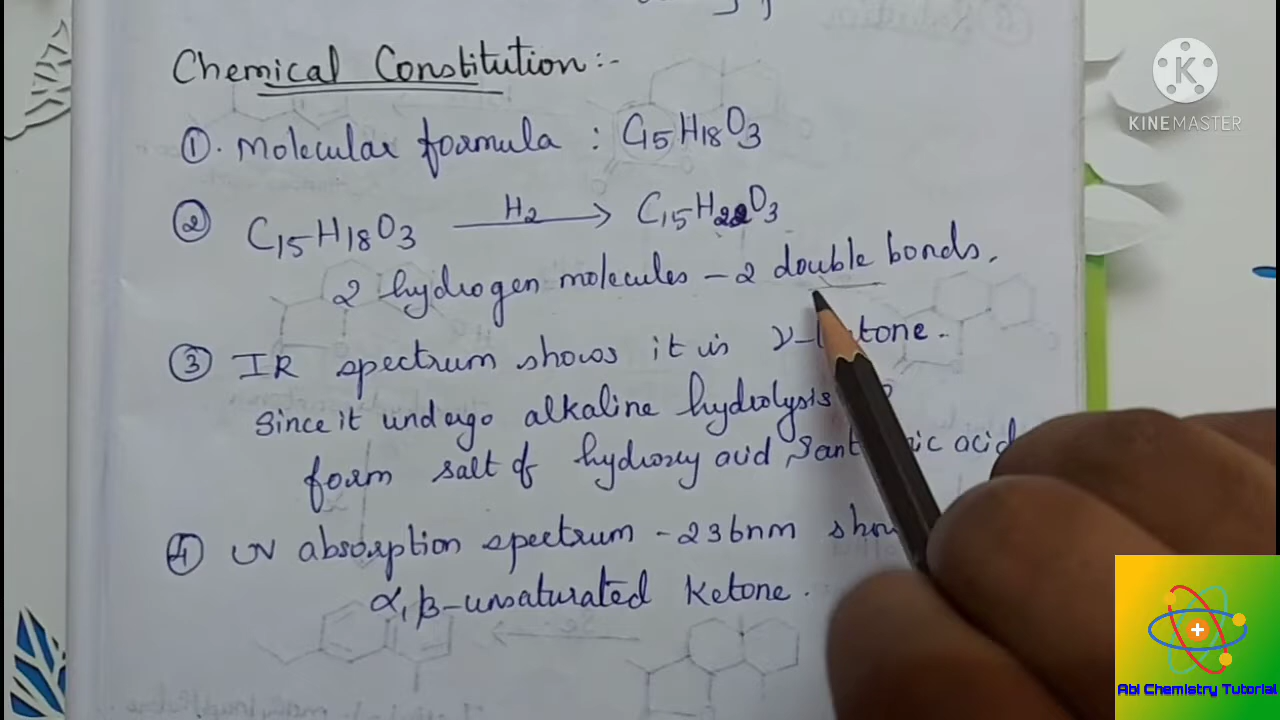 Chemical Constitution :-
KINEMASTER
①. Molecular formula : C15H18O3
② C15H18O3 —H2→ C15H22O3
2 hydrogen molecules - 2 double bonds.
③ IR spectrum shows it is γ-
Since it undergo alkaline hydrolysis
form salt of hydroxy acid, acid
④ UV absorption spectrum - 236nm
α,β-unsaturated Ketone.
Abi Chemistry Tutorial